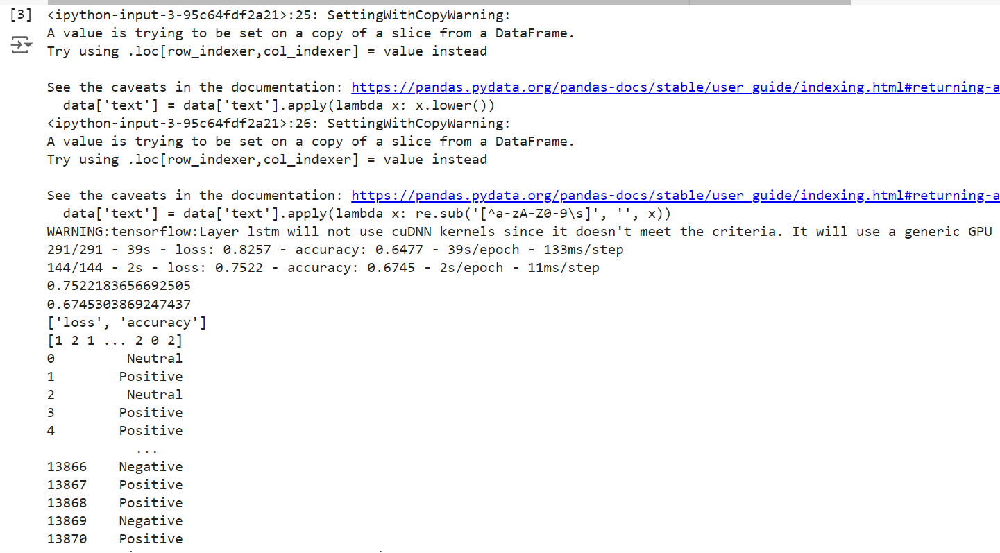 [3] <ipython-input-3-95c64fdf2a21>:25: SettingWithCopyWarning:
A value is trying to be set on a copy of a slice from a DataFrame.
Try using .loc[row_indexer,col_indexer] = value instead

See the caveats in the documentation: https://pandas.pydata.org/pandas-docs/stable/user_guide/indexing.html#returning-a
  data['text'] = data['text'].apply(lambda x: x.lower())
<ipython-input-3-95c64fdf2a21>:26: SettingWithCopyWarning:
A value is trying to be set on a copy of a slice from a DataFrame.
Try using .loc[row_indexer,col_indexer] = value instead

See the caveats in the documentation: https://pandas.pydata.org/pandas-docs/stable/user_guide/indexing.html#returning-a
  data['text'] = data['text'].apply(lambda x: re.sub('[^a-zA-Z0-9\s]', '', x))
WARNING:tensorflow:Layer lstm will not use cuDNN kernels since it doesn't meet the criteria. It will use a generic GPU
291/291 - 39s - loss: 0.8257 - accuracy: 0.6477 - 39s/epoch - 133ms/step
144/144 - 2s - loss: 0.7522 - accuracy: 0.6745 - 2s/epoch - 11ms/step
0.7522183656692505
0.6745303869247437
['loss', 'accuracy']
[1 2 1 ... 2 0 2]
0         Neutral
1        Positive
2         Neutral
3        Positive
4        Positive
           ...
13866    Negative
13867    Positive
13868    Positive
13869    Negative
13870    Positive